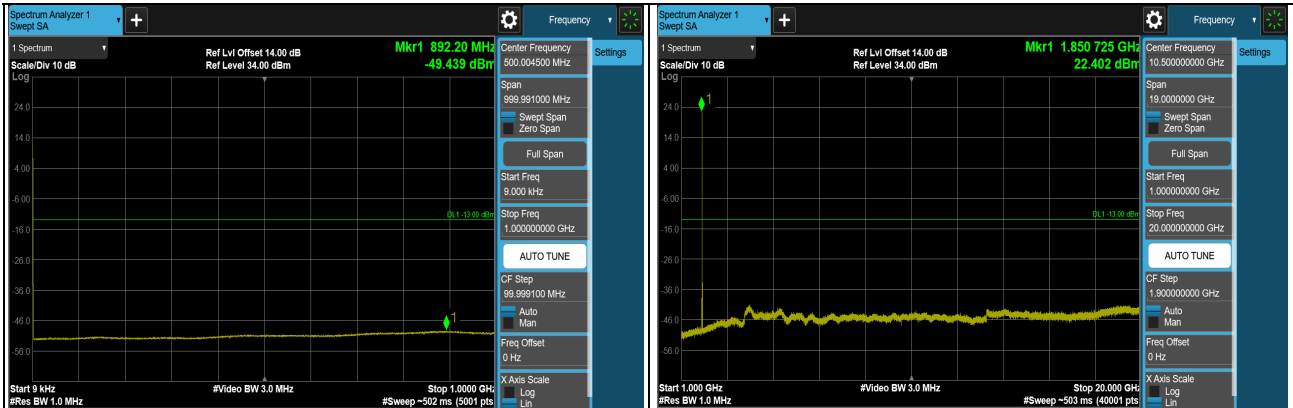 Spectrum Analyzer 1
Swept SA
+
Frequency
1 Spectrum
Scale/Div 10 dB
Log
Ref Lvl Offset 14.00 dB
Ref Level 34.00 dBm
Mkr1 892.20 MHz
-49.439 dBm
24.0
14.0
4.00
-6.00
-16.0
-26.0
-36.0
-46.0
-56.0
DL1 -13.00 dBm
1
Start 9 kHz
#Res BW 1.0 MHz
#Video BW 3.0 MHz
Stop 1.0000 GHz
#Sweep ~502 ms (5001 pts
Center Frequency
500.004500 MHz
Span
999.991000 MHz
Swept Span
Zero Span
Full Span
Start Freq
9.000 kHz
Stop Freq
1.000000000 GHz
AUTO TUNE
CF Step
99.999100 MHz
Auto
Man
Freq Offset
0 Hz
X Axis Scale
Log
Lin
Settings
Spectrum Analyzer 1
Swept SA
+
Frequency
1 Spectrum
Scale/Div 10 dB
Log
Ref Lvl Offset 14.00 dB
Ref Level 34.00 dBm
Mkr1 1.850 725 GHz
22.402 dBm
24.0
14.0
4.00
-6.00
-16.0
-26.0
-36.0
-46.0
-56.0
1
DL1 -13.00 dBm
Start 1.000 GHz
#Res BW 1.0 MHz
#Video BW 3.0 MHz
Stop 20.000 GHz
#Sweep ~503 ms (40001 pts
Center Frequency
10.500000000 GHz
Span
19.0000000 GHz
Swept Span
Zero Span
Full Span
Start Freq
1.000000000 GHz
Stop Freq
20.000000000 GHz
AUTO TUNE
CF Step
1.900000000 GHz
Auto
Man
Freq Offset
0 Hz
X Axis Scale
Log
Lin
Settings